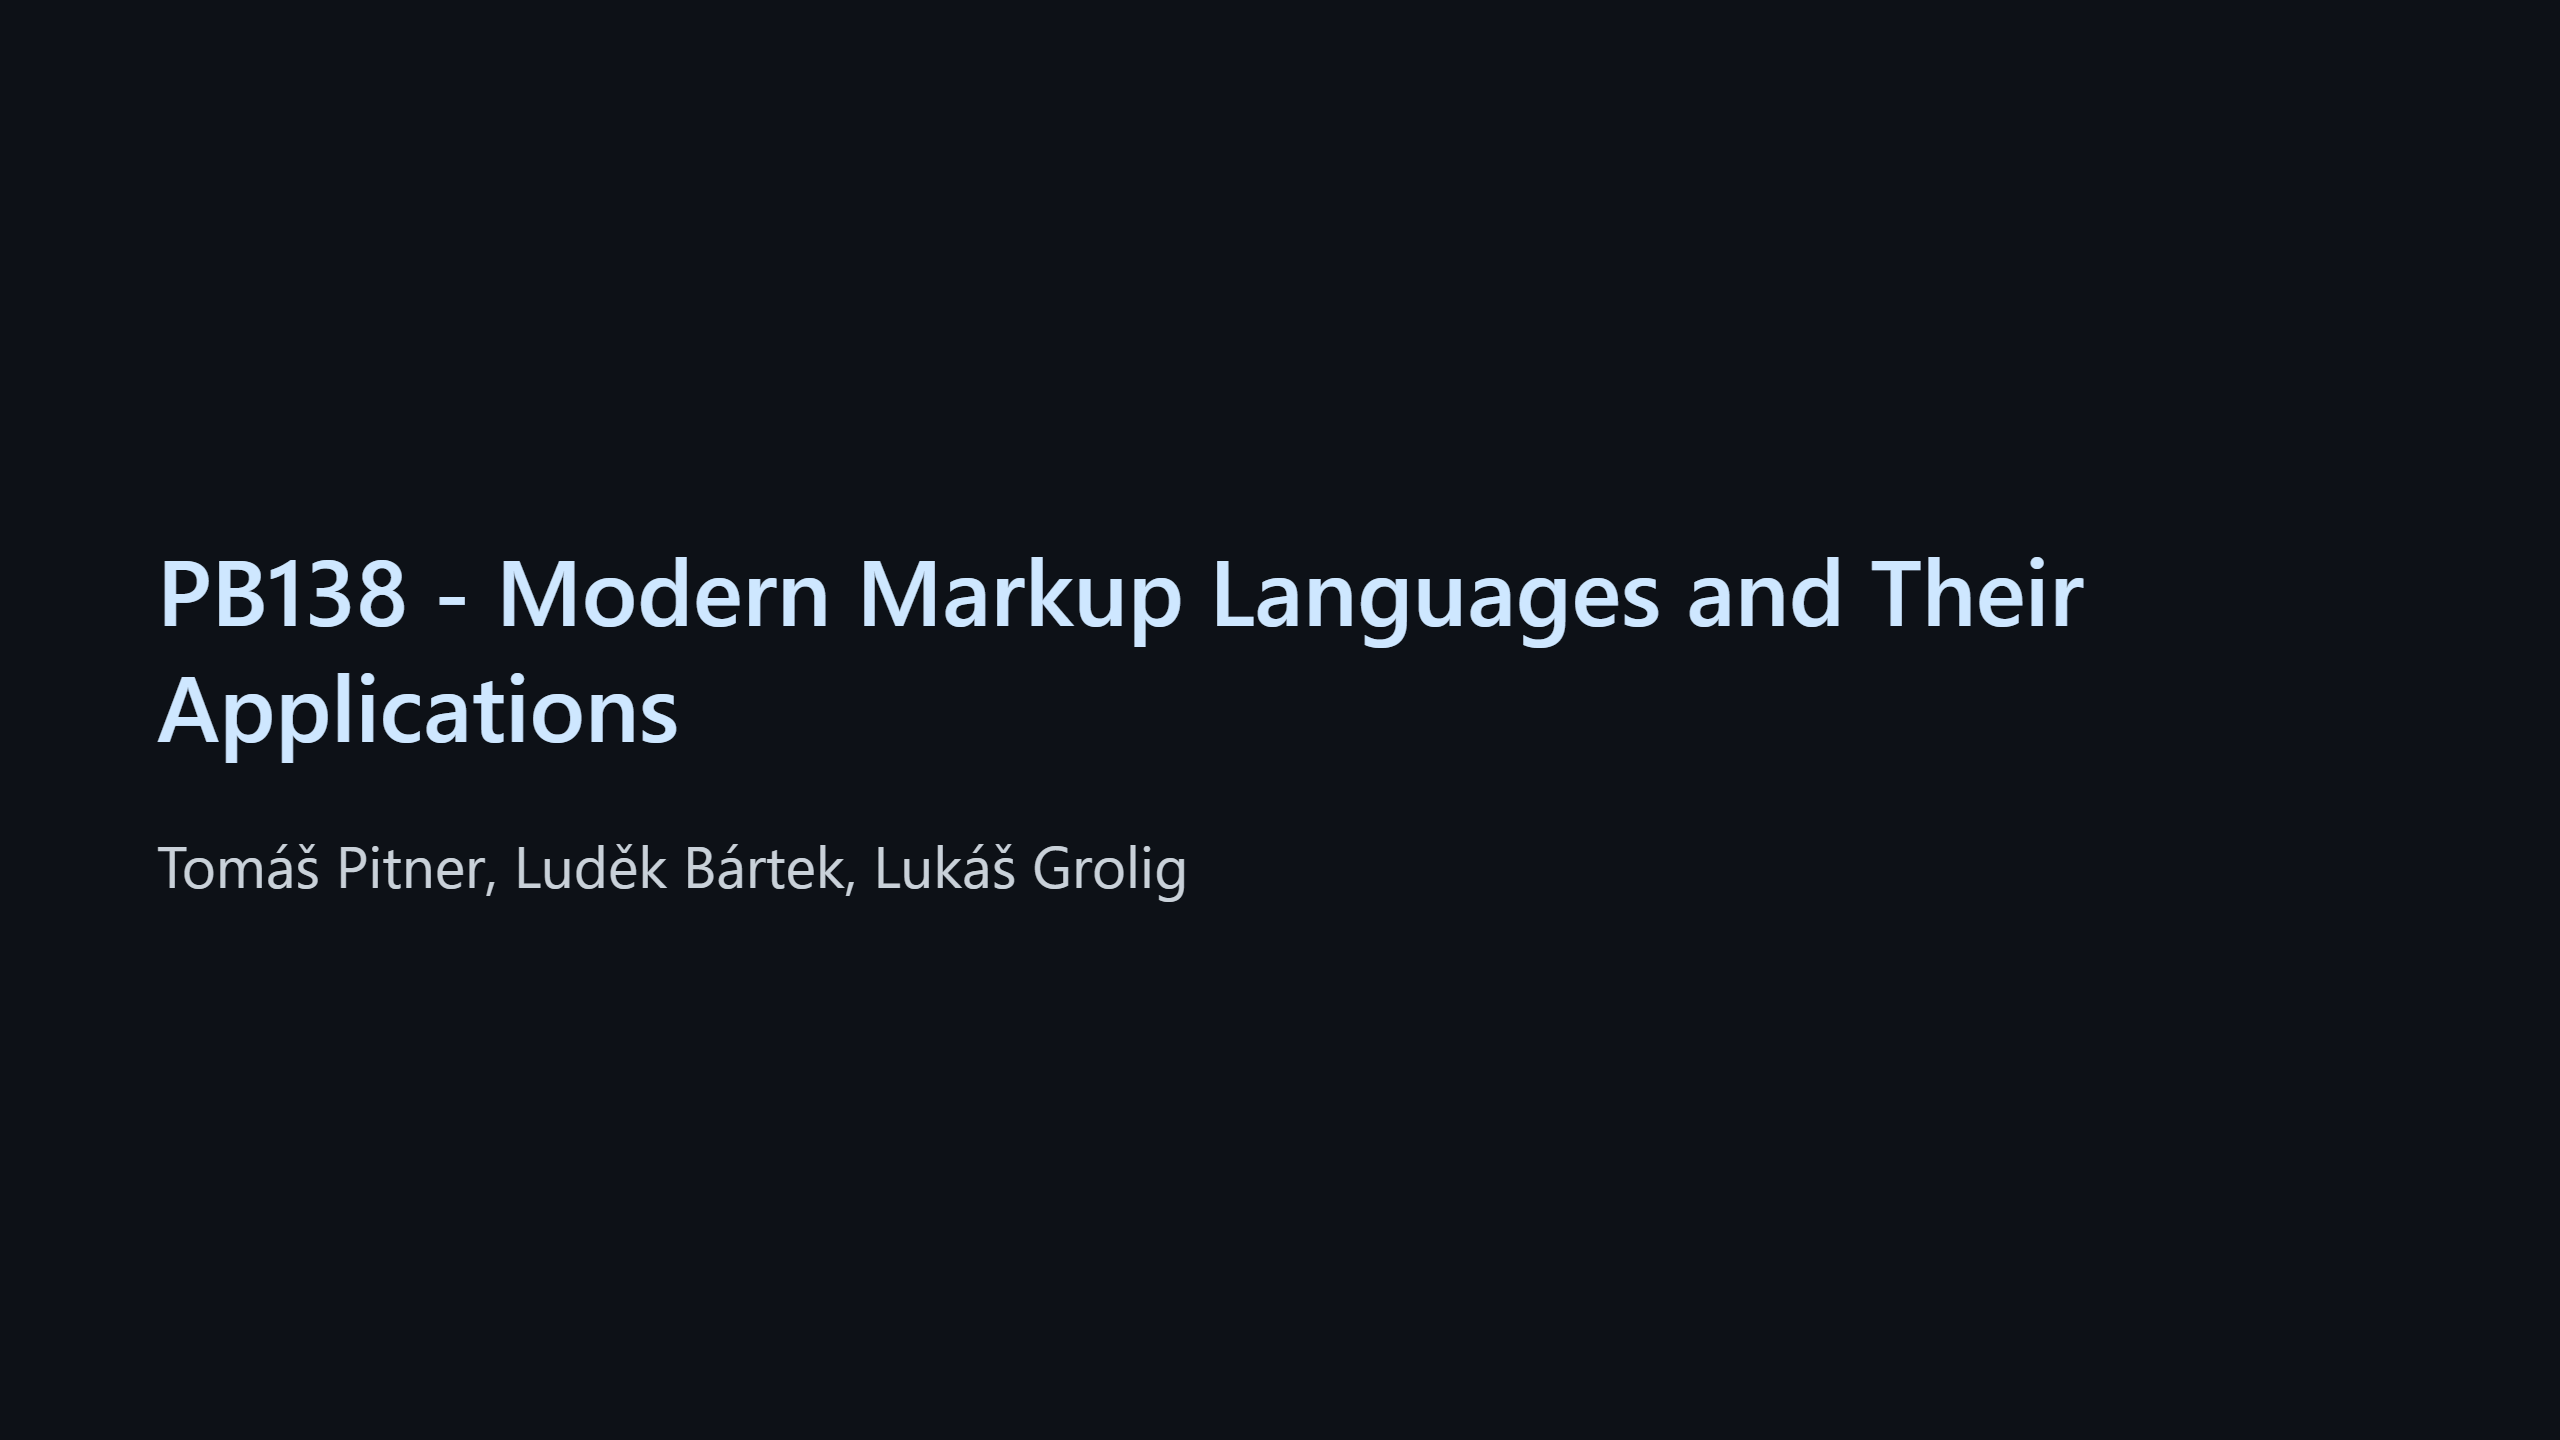 PB138 - Modern Markup Languages and Their
Applications
Tomáš Pitner, Luděk Bártek, Lukáš Grolig